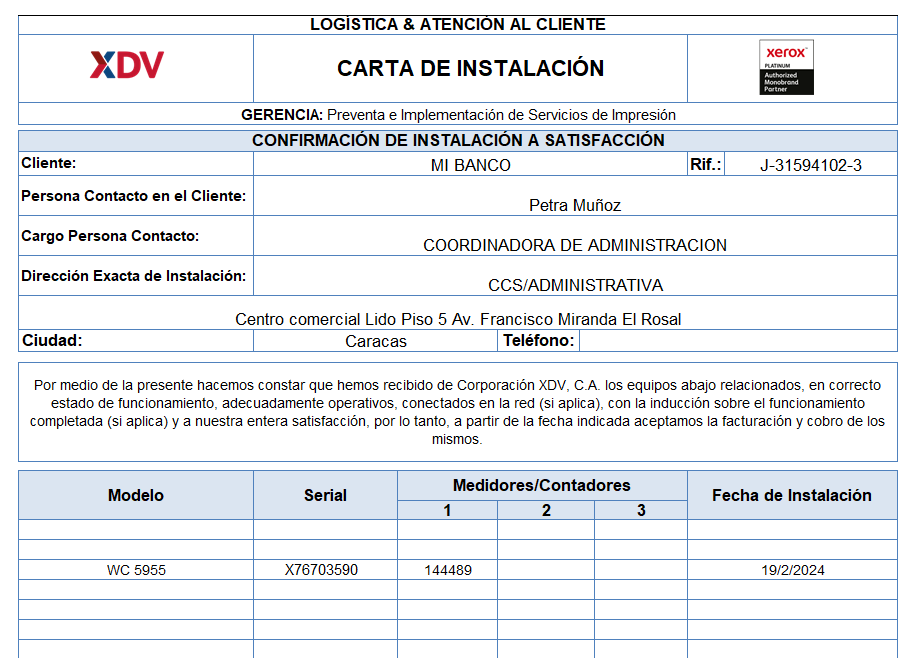 LOGÍSTICA & ATENCIÓN AL CLIENTE
XDV
CARTA DE INSTALACIÓN
xerox
PLATINUM
Authorized
Monobrand
Partner
GERENCIA: Preventa e Implementación de Servicios de Impresión
CONFIRMACIÓN DE INSTALACIÓN A SATISFACCIÓN
Cliente: MI BANCO Rif.: J-31594102-3
Persona Contacto en el Cliente: Petra Muñoz
Cargo Persona Contacto: COORDINADORA DE ADMINISTRACION
Dirección Exacta de Instalación: CCS/ADMINISTRATIVA
Centro comercial Lido Piso 5 Av. Francisco Miranda El Rosal
Ciudad: Caracas Teléfono:
Por medio de la presente hacemos constar que hemos recibido de Corporación XDV, C.A. los equipos abajo relacionados, en correcto
estado de funcionamiento, adecuadamente operativos, conectados en la red (si aplica), con la inducción sobre el funcionamiento
completada (si aplica) y a nuestra entera satisfacción, por lo tanto, a partir de la fecha indicada aceptamos la facturación y cobro de los
mismos.
Modelo Serial Medidores/Contadores Fecha de Instalación
1 2 3
WC 5955 X76703590 144489 19/2/2024